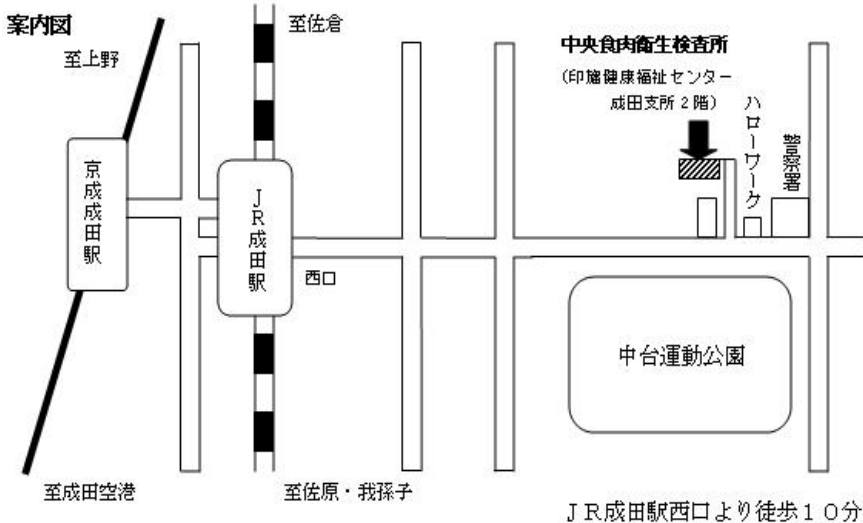 案内図
至上野
至佐倉
中央食肉衛生検査所
(印旛健康福祉センター
成田支所2階)
ハローワーク
警察署
京成成田駅
JR成田駅
西口
中台運動公園
至成田空港
至佐原・我孫子
JR成田駅西口より徒歩10分